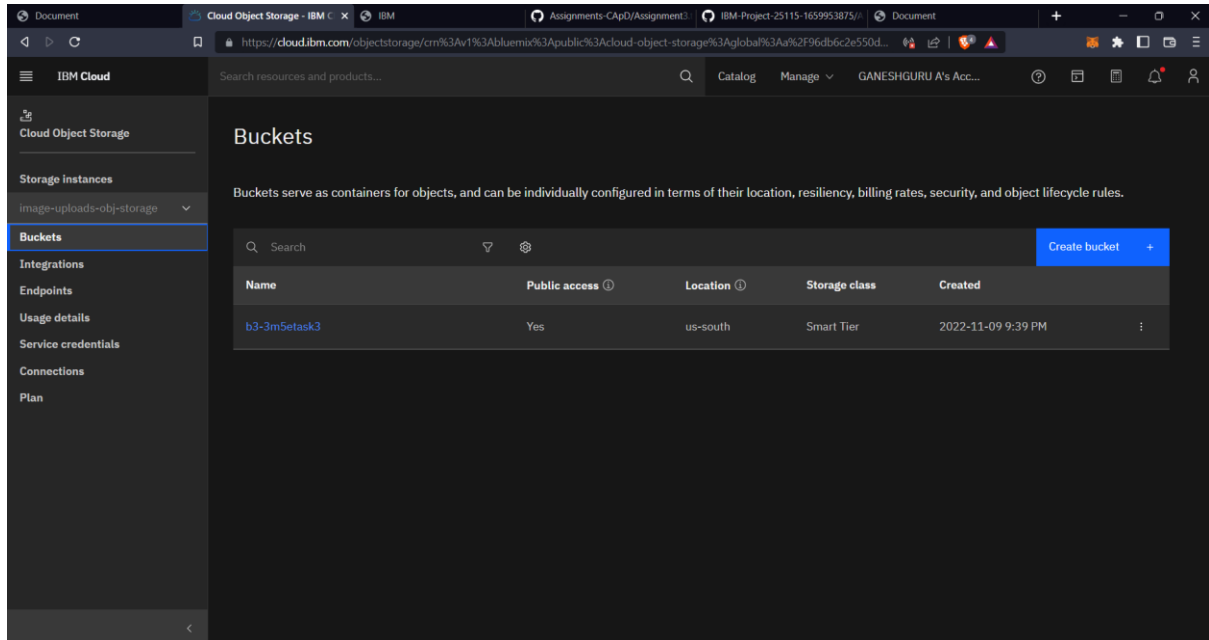 Document
Cloud Object Storage - IBM C
IBM
Assignments-CApD/Assignment3.
IBM-Project-25115-1659953875/A
Document
https://cloud.ibm.com/objectstorage/crn%3Av1%3Abluemix%3Apublic%3Acloud-object-storage%3Aglobal%3Aa%2F96db6c2e550d...
IBM Cloud
Search resources and products...
Catalog
Manage
GANESHGURU A's Acc...
Cloud Object Storage
Storage instances
image-uploads-obj-storage
Buckets
Integrations
Endpoints
Usage details
Service credentials
Connections
Plan
Buckets
Buckets serve as containers for objects, and can be individually configured in terms of their location, resiliency, billing rates, security, and object lifecycle rules.
Search
Create bucket +
Name Public access Location Storage class Created
b3-3m5etask3 Yes us-south Smart Tier 2022-11-09 9:39 PM